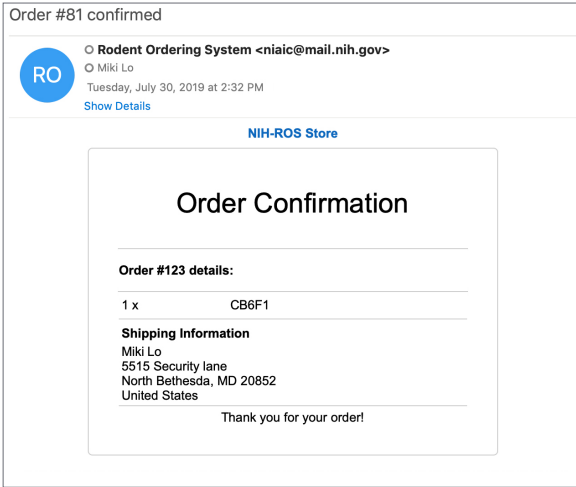 Order #81 confirmed
Rodent Ordering System <niaic@mail.nih.gov>
RO
Miki Lo
Tuesday, July 30, 2019 at 2:32 PM
Show Details
NIH-ROS Store
Order Confirmation
Order #123 details:
1 x CB6F1
Shipping Information
Miki Lo
5515 Security lane
North Bethesda, MD 20852
United States
Thank you for your order!